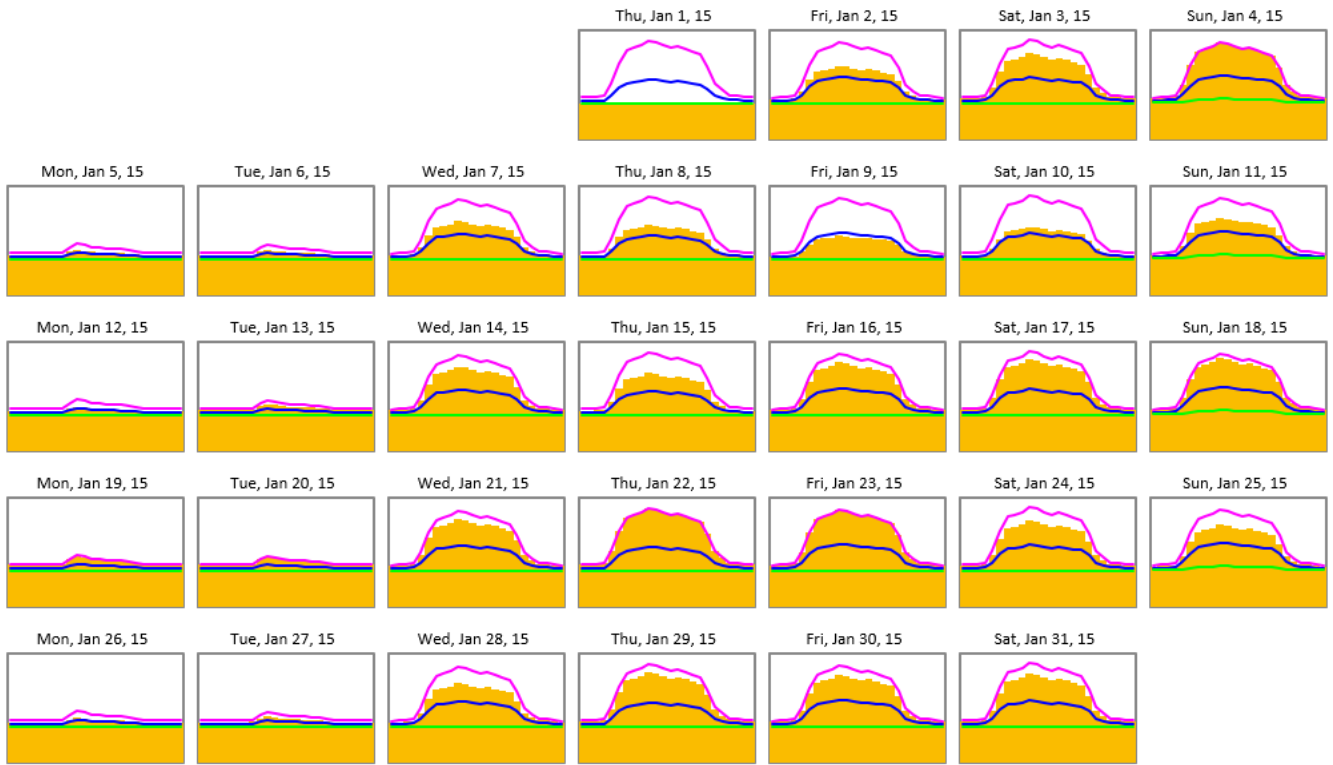 Thu, Jan 1, 15
Fri, Jan 2, 15
Sat, Jan 3, 15
Sun, Jan 4, 15
Mon, Jan 5, 15
Tue, Jan 6, 15
Wed, Jan 7, 15
Thu, Jan 8, 15
Fri, Jan 9, 15
Sat, Jan 10, 15
Sun, Jan 11, 15
Mon, Jan 12, 15
Tue, Jan 13, 15
Wed, Jan 14, 15
Thu, Jan 15, 15
Fri, Jan 16, 15
Sat, Jan 17, 15
Sun, Jan 18, 15
Mon, Jan 19, 15
Tue, Jan 20, 15
Wed, Jan 21, 15
Thu, Jan 22, 15
Fri, Jan 23, 15
Sat, Jan 24, 15
Sun, Jan 25, 15
Mon, Jan 26, 15
Tue, Jan 27, 15
Wed, Jan 28, 15
Thu, Jan 29, 15
Fri, Jan 30, 15
Sat, Jan 31, 15